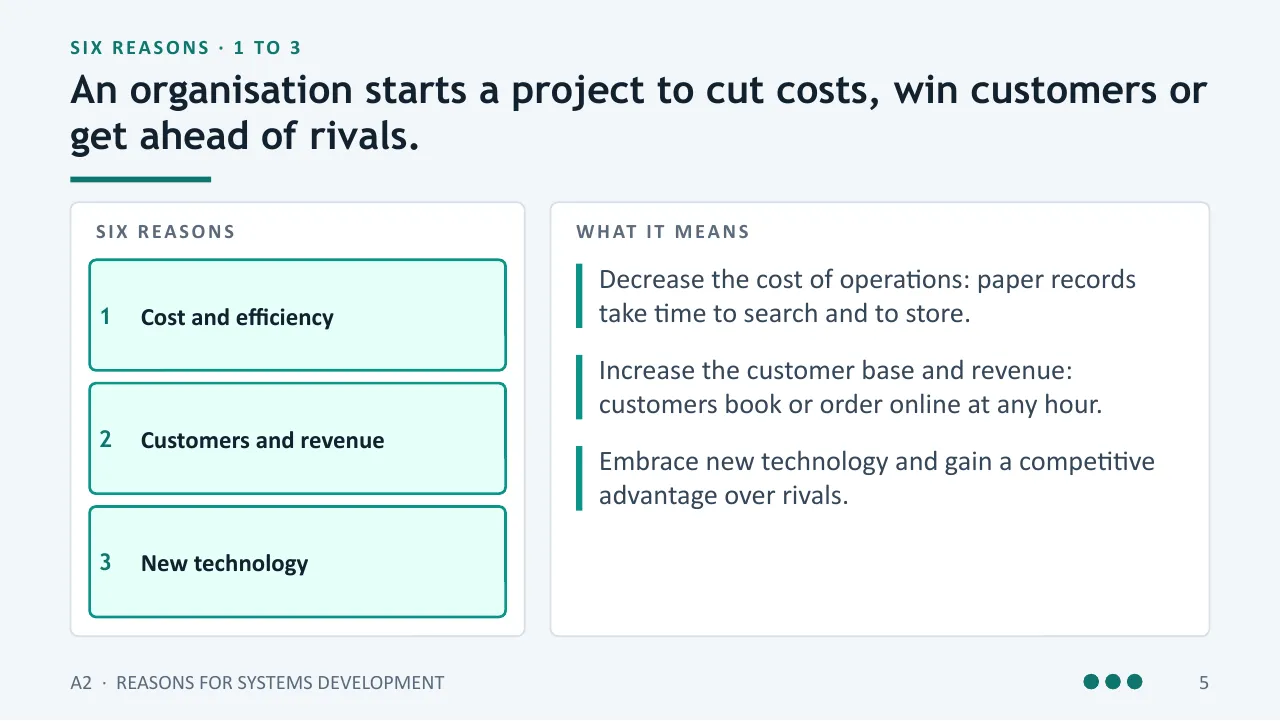 SIX REASONS · 1 TO 3
An organisation starts a project to cut costs, win customers or
get ahead of rivals.
SIX REASONS
1 Cost and efficiency
2 Customers and revenue
3 New technology
WHAT IT MEANS
Decrease the cost of operations: paper records
take time to search and to store.
Increase the customer base and revenue:
customers book or order online at any hour.
Embrace new technology and gain a competitive
advantage over rivals.
A2 · REASONS FOR SYSTEMS DEVELOPMENT
5